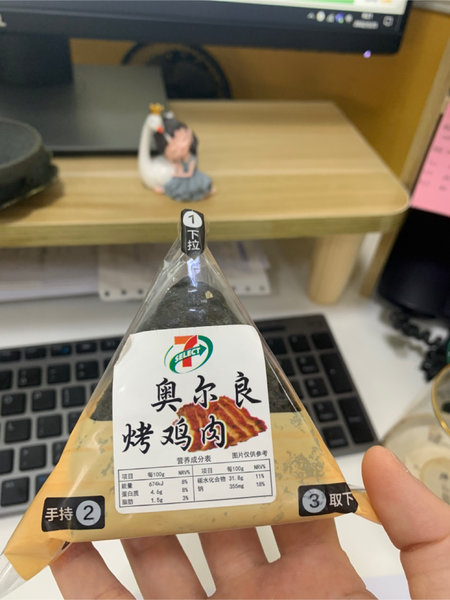 1
下拉
7
SELECT
奥尔良
烤鸡肉
图片仅供参考
营养成分表
项目 每100g NRV% 项目 每100g NRV%
能量 674kJ 8% 碳水化合物 31.8g 11%
蛋白质 4.6g 8% 钠 355mg 18%
脂肪 1.5g 3%
手持 2
3 取下